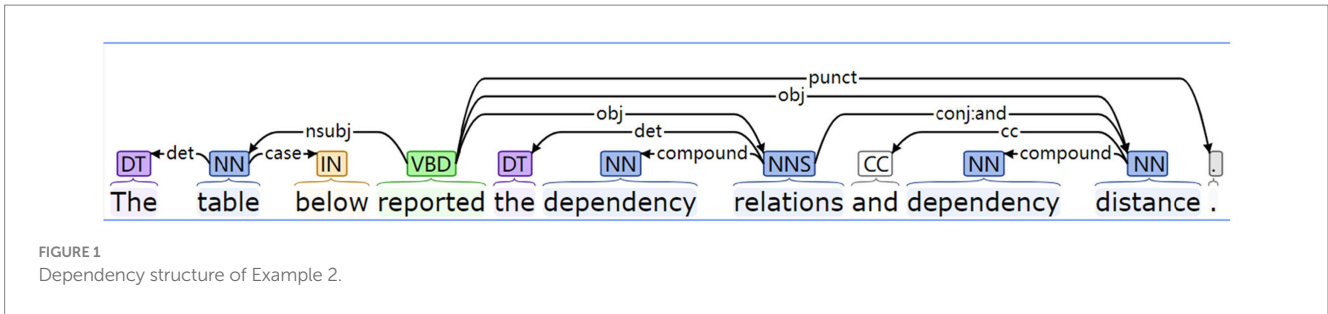 punct
obj
obj conj:and
nsubj det cc
DT det NN case IN VBD DT NN compound NNS CC NN compound NN .
The table below reported the dependency relations and dependency distance .
FIGURE 1
Dependency structure of Example 2.